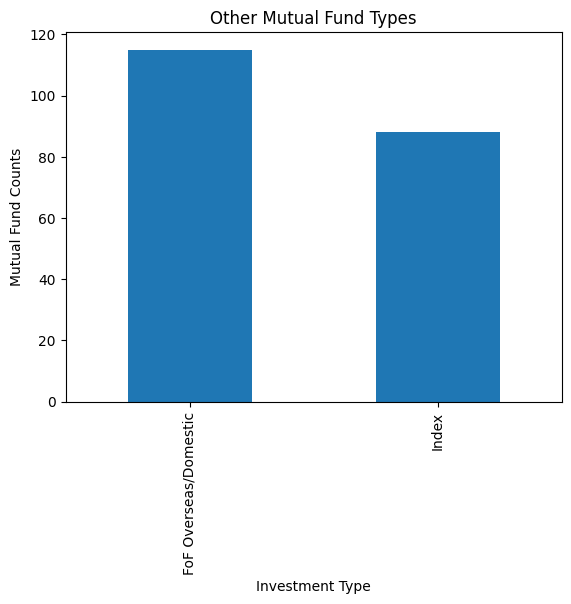 Other Mutual Fund Types
Mutual Fund Counts
120
100
80
60
40
20
0
FoF Overseas/Domestic
Index
Investment Type